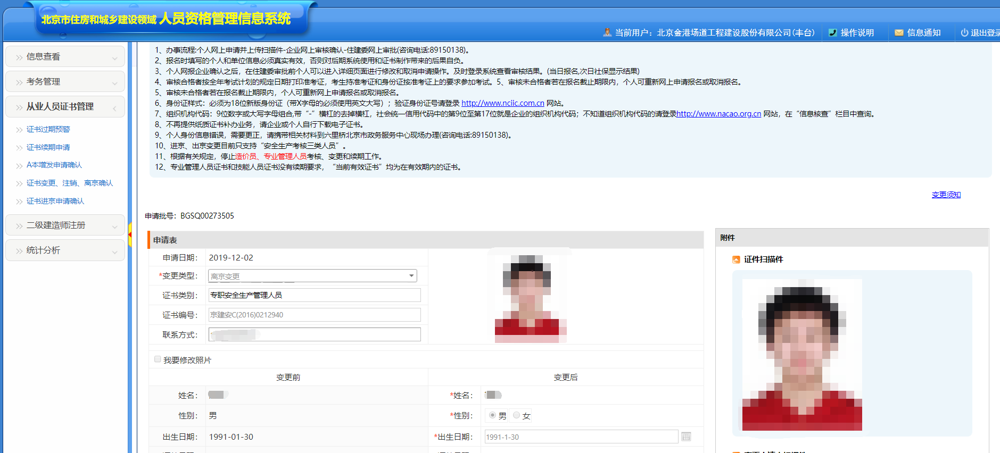 北京市住房和城乡建设领域 人员资格管理信息系统
当前用户：北京金港场道工程建设股份有限公司(丰台)
操作说明
信息通知
退出登录
信息查看
考务管理
从业人员证书管理
证书过期预警
证书续期申请
A本增发申请确认
证书变更、注销、离京确认
证书进京申请确认
二级建造师注册
统计分析
1、办事流程:个人网上申请并上传扫描件-企业网上审核确认-住建委网上审批(咨询电话:89150138)。
2、报名时填写的个人和单位信息必须真实有效，否则对后期系统使用和证书制作带来的后果自负。
3、个人网报企业确认之后，在住建委审批前个人可以进入详细页面进行修改和取消申请操作。及时登录系统查看审核结果。(当日报名,次日社保显示结果)
4、审核合格者按全年考试计划的规定日期打印准考证，考生持准考证和身份证按准考证上的要求参加考试。5、审核未合格者若在报名截止期限内，个人可重新网上申请报名或取消报名。
5、审核未合格者若在报名截止期限内，个人可重新网上申请报名或取消报名。
6、身份证样式：必须为18位新版身份证（带X字母的必须使用英文大写）；验证身份证号请登录 http://www.nciic.com.cn 网站。
7、组织机构代码：9位数字或大写字母组合,带“-”横杠的去掉横杠，社会统一信用代码中的第9位至第17位就是企业的组织机构代码；不知道组织机构代码的请登录http://www.nacao.org.cn 网站，在“信息核查”栏目中查询。
8、不再提供纸质证书补办业务，请企业或个人自行下载电子证书。
9、个人身份信息错误，需要更正，请携带相关材料到六里桥北京市政务服务中心现场办理(咨询电话:89150138)。
10、进京、出京变更目前只支持“安全生产考核三类人员”。
11、根据有关规定，停止造价员、专业管理人员考核、变更和续期工作。
12、专业管理人员证书和技能人员证书没有续期要求，“当前有效证书”均为在有效期内的证书。
变更须知
申请批号：BGSQ00273505
申请表
申请日期： 2019-12-02
*变更类型： 离京变更
证书类别： 专职安全生产管理人员
证书编号： 京建安C(2016)0212940
联系方式：
我要修改照片
变更前 变更后
姓名： *姓名：
性别： 男 *性别： 男 女
出生日期： 1991-01-30 *出生日期： 1991-1-30
附件
证件扫描件